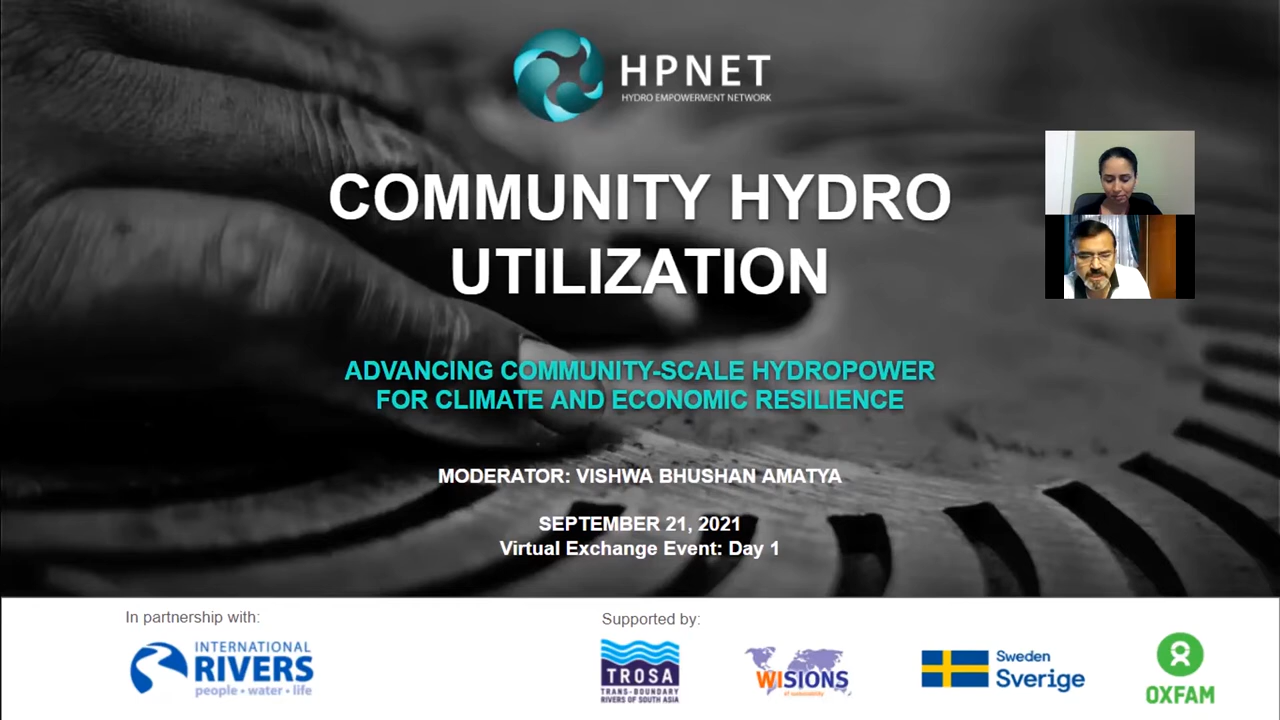 HPNET
HYDRO EMPOWERMENT NETWORK
COMMUNITY HYDRO
UTILIZATION
ADVANCING COMMUNITY-SCALE HYDROPOWER
FOR CLIMATE AND ECONOMIC RESILIENCE
MODERATOR: VISHWA BHUSHAN AMATYA
SEPTEMBER 21, 2021
Virtual Exchange Event: Day 1
In partnership with:
INTERNATIONAL
RIVERS
people • water • life
Supported by:
TROSA
TRANS-BOUNDARY
RIVERS OF SOUTH ASIA
WISIONS
of sustainability
Sweden
Sverige
OXFAM